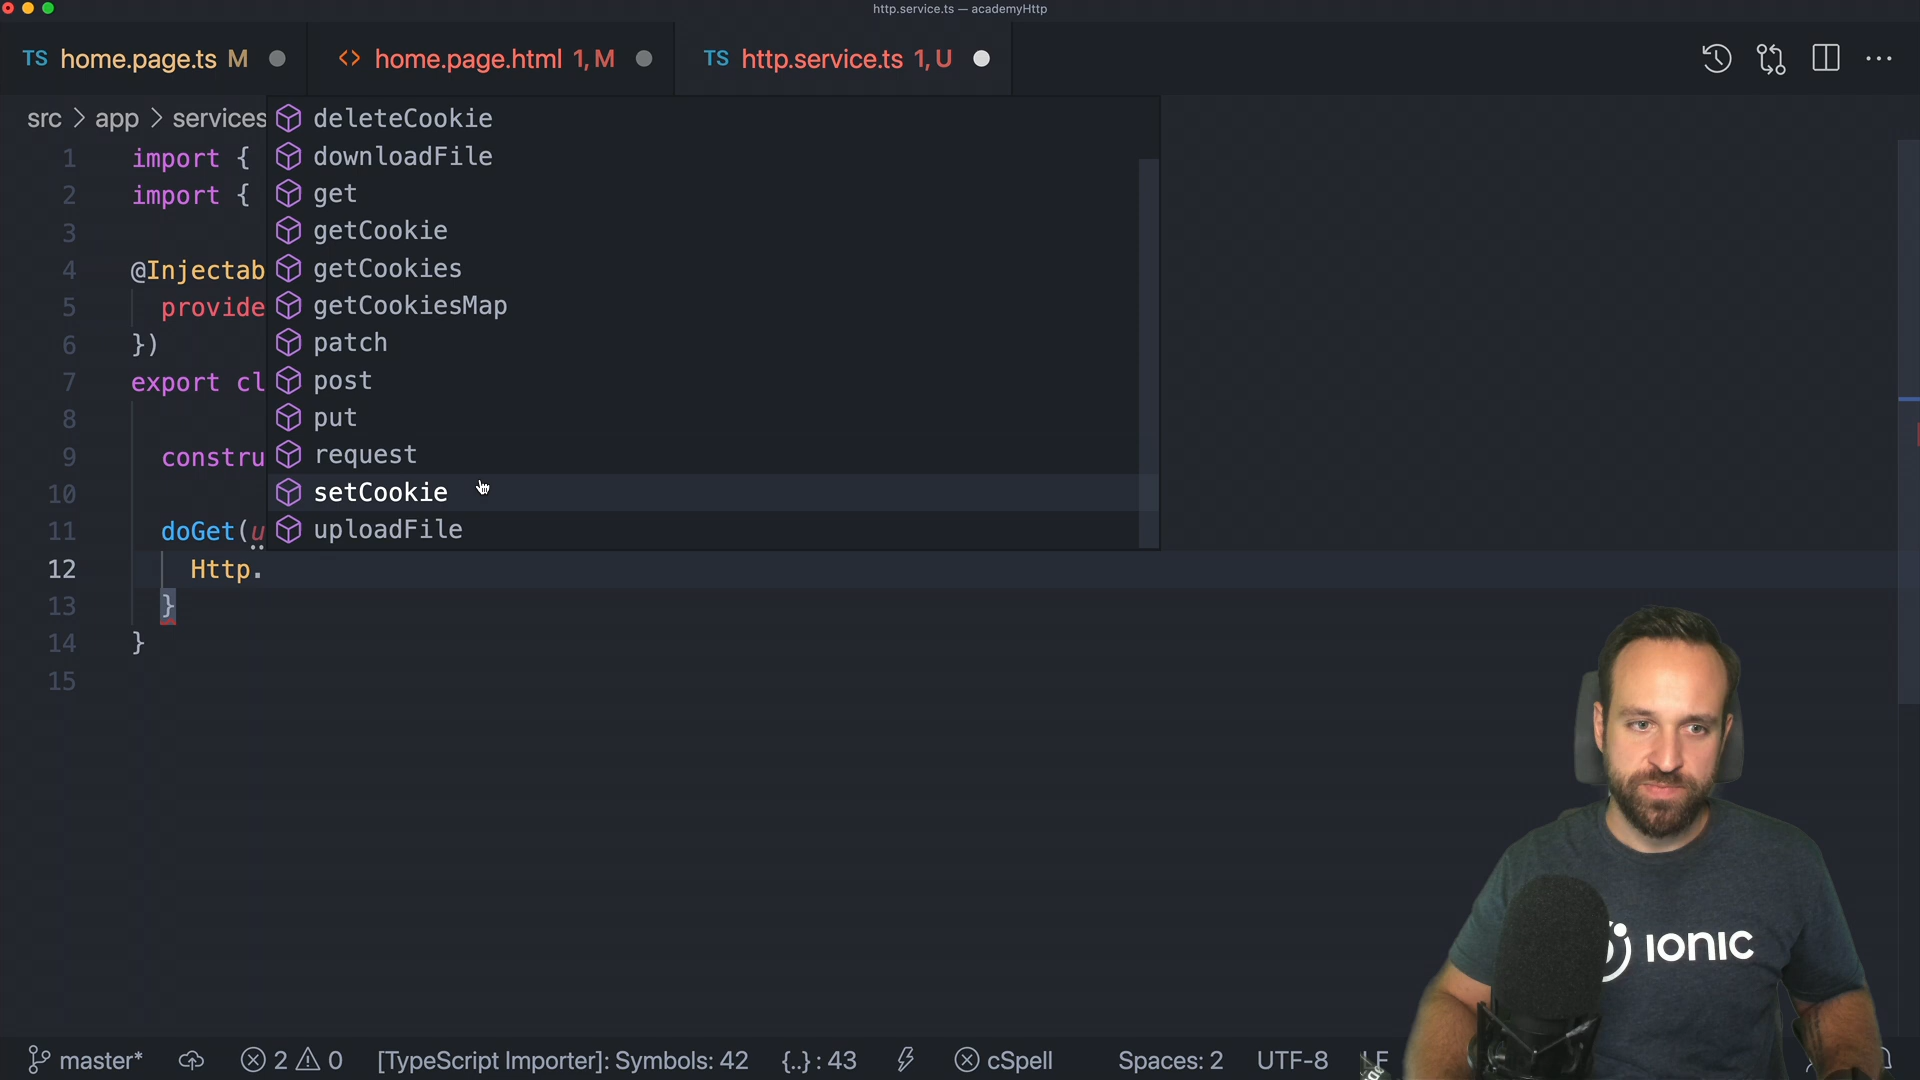 http.service.ts — academyHttp
TS home.page.ts M
<> home.page.html 1, M
TS http.service.ts 1, U
src > app > services
deleteCookie
1 import {
downloadFile
2 import {
get
3
getCookie
4 @Injectab
getCookies
5 provide
getCookiesMap
6 })
patch
7 export cl
post
8
put
9 constru
request
10
setCookie
11 doGet(u
uploadFile
12 Http.
13 }
14 }
15
IONIC
master* 2 0 [TypeScript Importer]: Symbols: 42 {..} : 43 cSpell Spaces: 2 UTF-8 LF